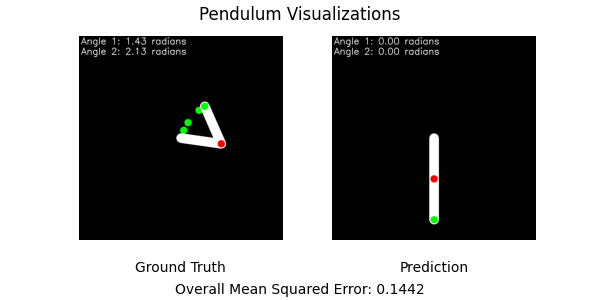 Pendulum Visualizations
Angle 1: 1.43 radians
Angle 2: 2.13 radians
Angle 1: 0.00 radians
Angle 2: 0.00 radians
Ground Truth
Prediction
Overall Mean Squared Error: 0.1442